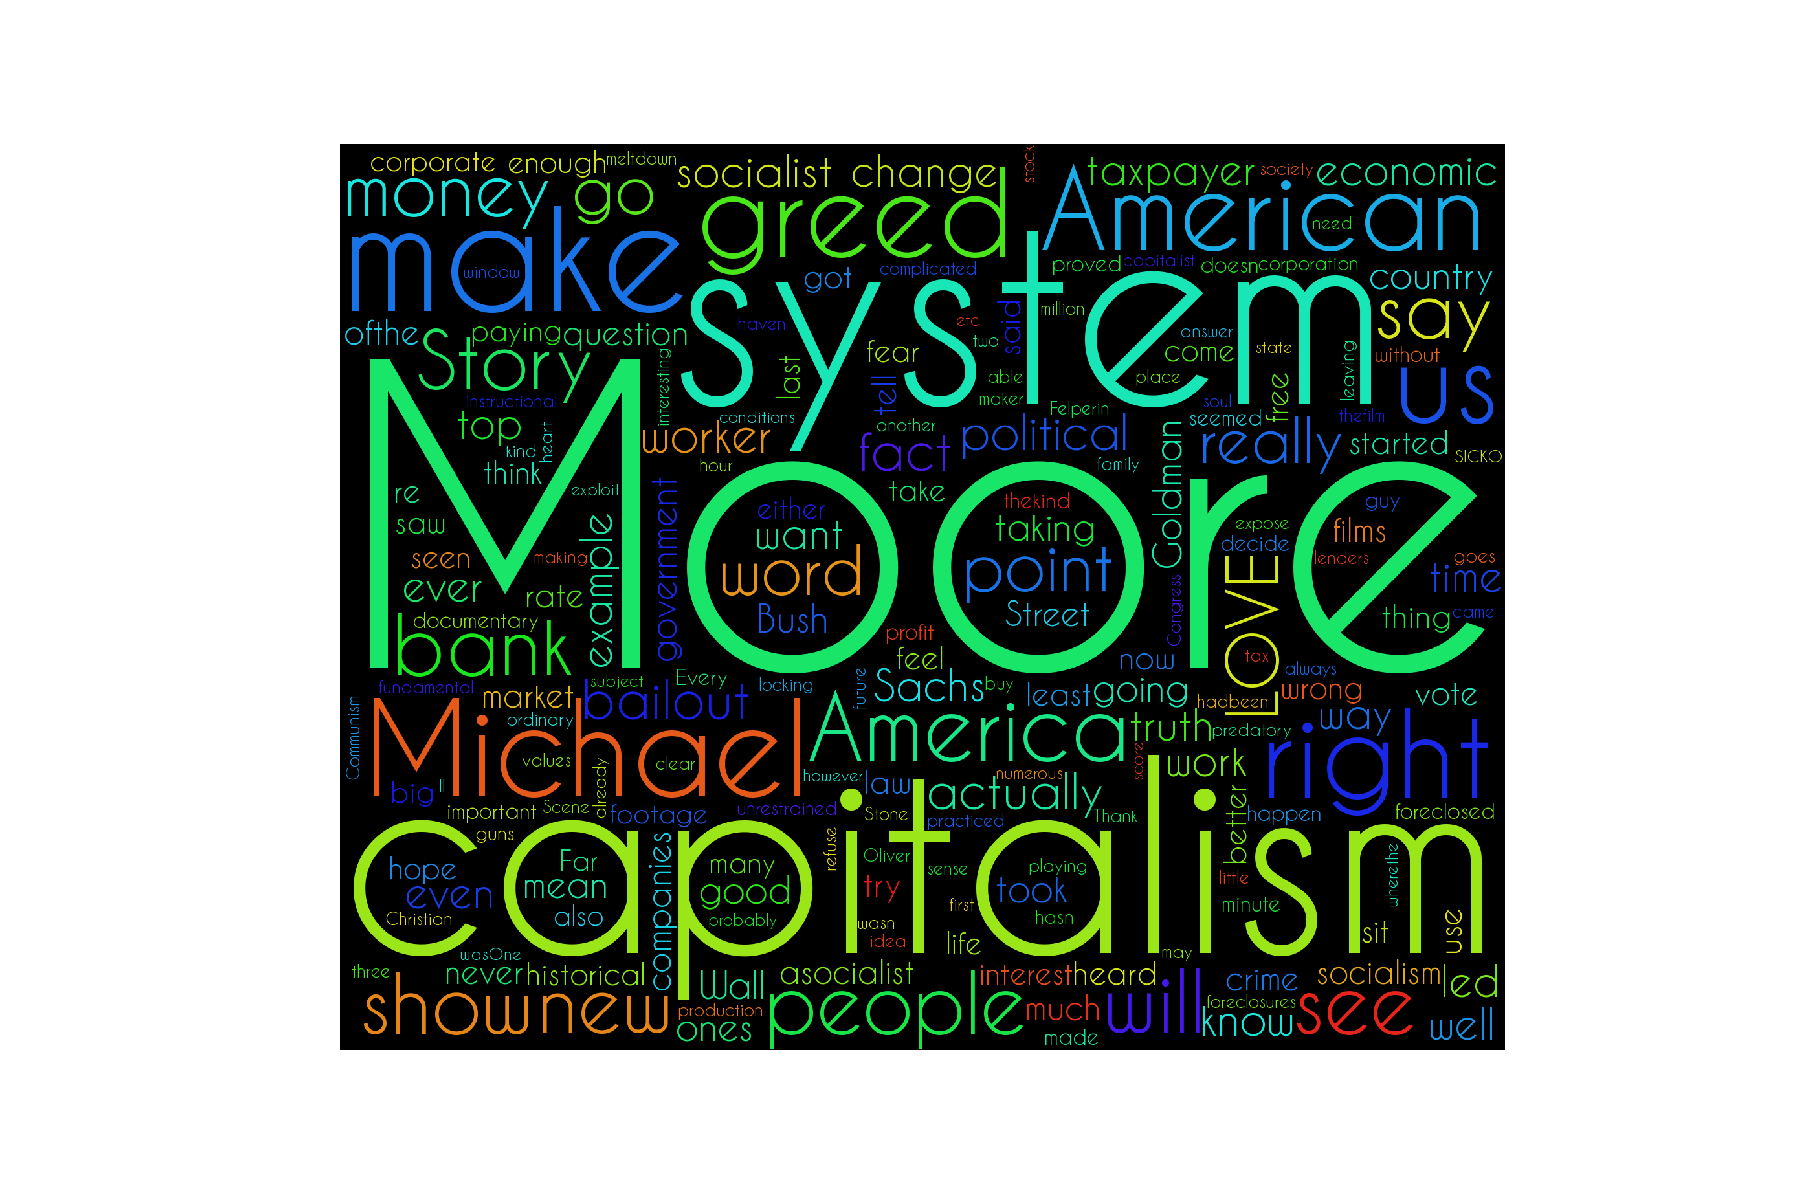 corporate enough meltdown socialist change stock taxpayer society economic
money go greed American need
make window got complicated proved capitalist doesn corporation country
system say
ofthe paying question haven etc said million answer without
Story interesting last fear two come state leaving us
instructional tell able place free
top conditions maker Felperin soul seemed thefilm
kind heart worker another political Goldman really started
think hour fact family SICKO
Moore
re exploit government take thekind guy
saw example either taking expose films
seen making want point decide lenders goes
ever rate word Street Congress LOVE time
documentary Bush thing came
bank profit
feel now tax always
fundamental subject Every locking future Sachs buy least going hadbeen wrong vote
market bailout America truth way
Communism ordinary predatory
Michael values clear however law numerous score work right
big ll already actually
important Scene footage unrestrained Stone practiced Thank better happen foreclosed
guns
capitalism
hope Far companies many refuse Oliver playing
even mean good try sense took little wherethe
Christian also probably first hasn minute
wasn use
wasOne idea life may sit
three never historical asocialist interest heard crime socialism led
shownew Wall people much will foreclosures see
production know
ones made well